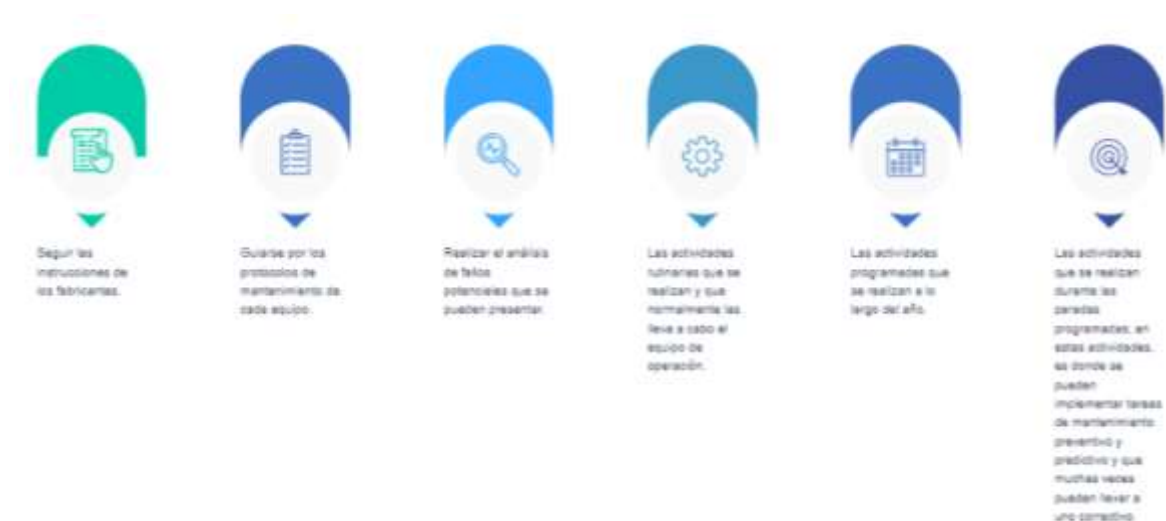 Seguir las
instrucciones de
los fabricantes.
Guiarse por los
protocolos de
mantenimiento de
cada equipo.
Realizar el análisis
de fallos
potenciales que se
pueden presentar.
Las actividades
rutinarias que se
realizan y que
normalmente las
lleva a cabo el
equipo de
operación.
Las actividades
programadas que
se realizan a lo
largo del año.
Las actividades
que se realizan
durante las
paradas
programadas; en
estas actividades,
es donde se
pueden
implementar tareas
de mantenimiento
preventivo y
predictivo y que
muchas veces
pueden llevar a
uno correctivo.